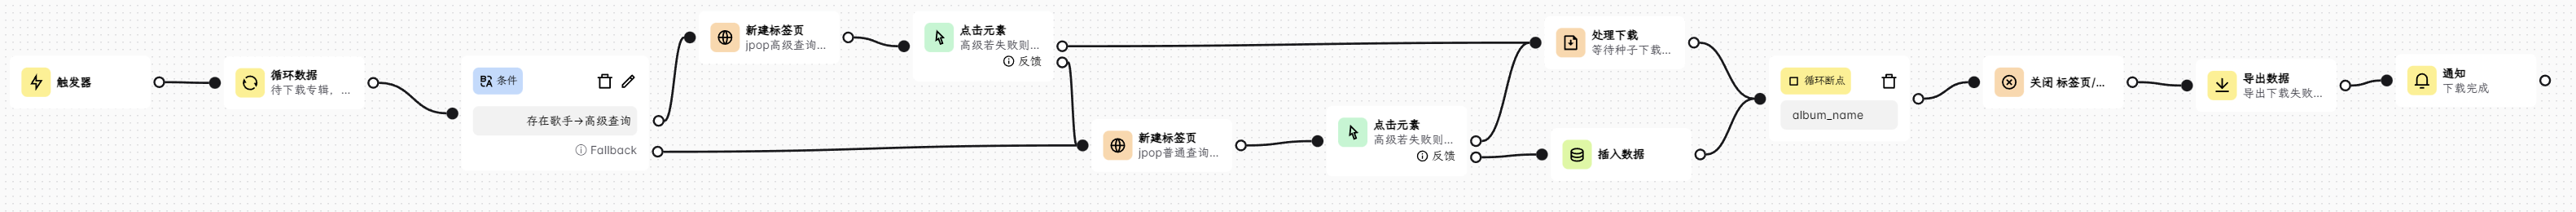 触发器
循环数据
待下载专辑，...
条件
存在歌手→高级查询
Fallback
新建标签页
jpop高级查询...
点击元素
高级若失败则...
反馈
新建标签页
jpop普通查询...
点击元素
高级若失败则...
反馈
处理下载
等待种子下载...
插入数据
循环断点
album_name
关闭 标签页/...
导出数据
导出下载失败...
通知
下载完成